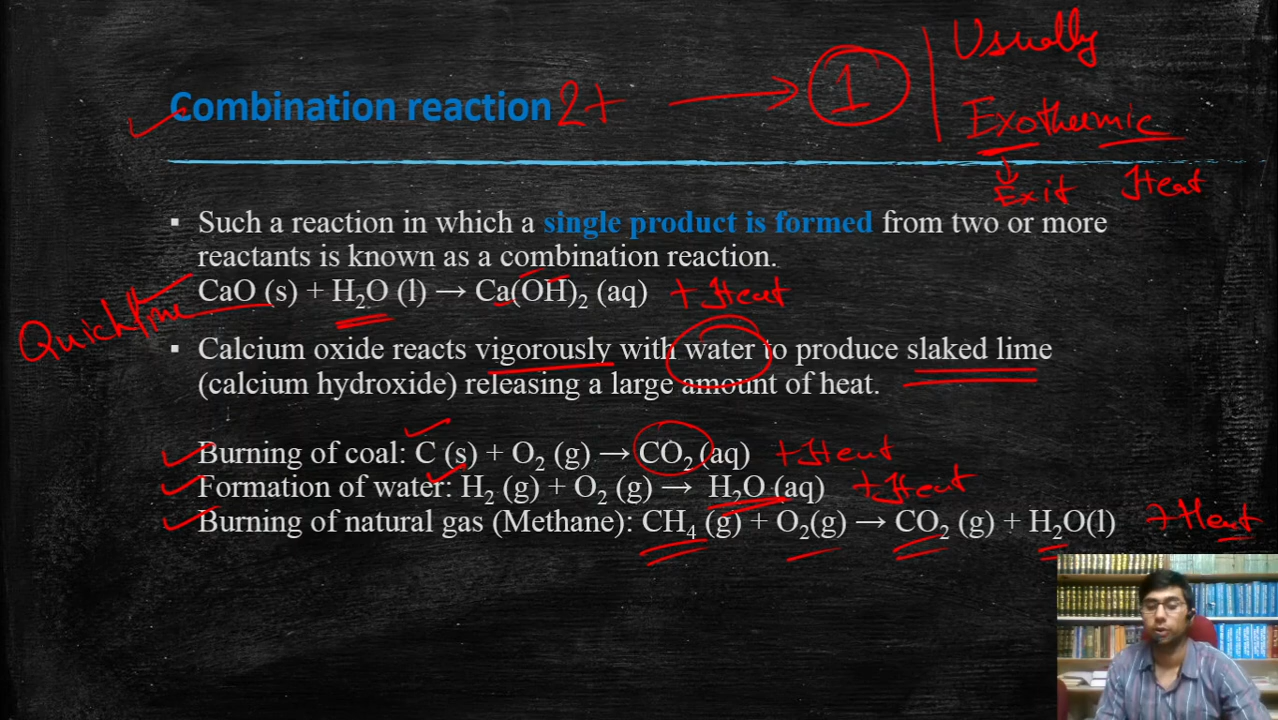 Combination reaction 2+ → 1 | Usually
Exothermic
Exit Heat
▪ Such a reaction in which a single product is formed from two or more
reactants is known as a combination reaction.
CaO (s) + H₂O (l) → Ca(OH)₂ (aq) + Heat
Quicklime
▪ Calcium oxide reacts vigorously with water to produce slaked lime
(calcium hydroxide) releasing a large amount of heat.
Burning of coal: C (s) + O₂ (g) → CO₂ (aq) + Heat
Formation of water: H₂ (g) + O₂ (g) → H₂O (aq) + Heat
Burning of natural gas (Methane): CH₄ (g) + O₂(g) → CO₂ (g) + H₂O(l) + Heat